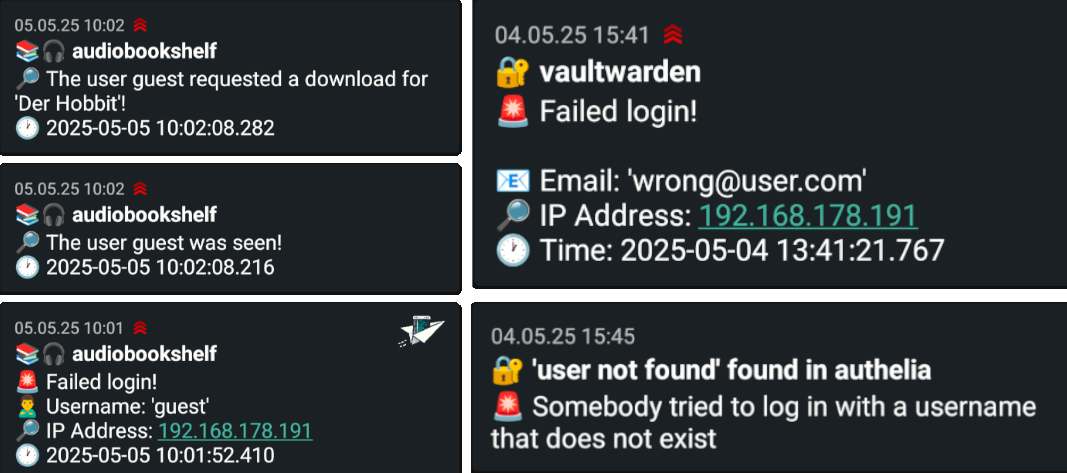 05.05.25 10:02
audiobookshelf
The user guest requested a download for
'Der Hobbit'!
2025-05-05 10:02:08.282
05.05.25 10:02
audiobookshelf
The user guest was seen!
2025-05-05 10:02:08.216
05.05.25 10:01
audiobookshelf
Failed login!
Username: 'guest'
IP Address: 192.168.178.191
2025-05-05 10:01:52.410
04.05.25 15:41
vaultwarden
Failed login!
Email: 'wrong@user.com'
IP Address: 192.168.178.191
Time: 2025-05-04 13:41:21.767
04.05.25 15:45
'user not found' found in authelia
Somebody tried to log in with a username
that does not exist